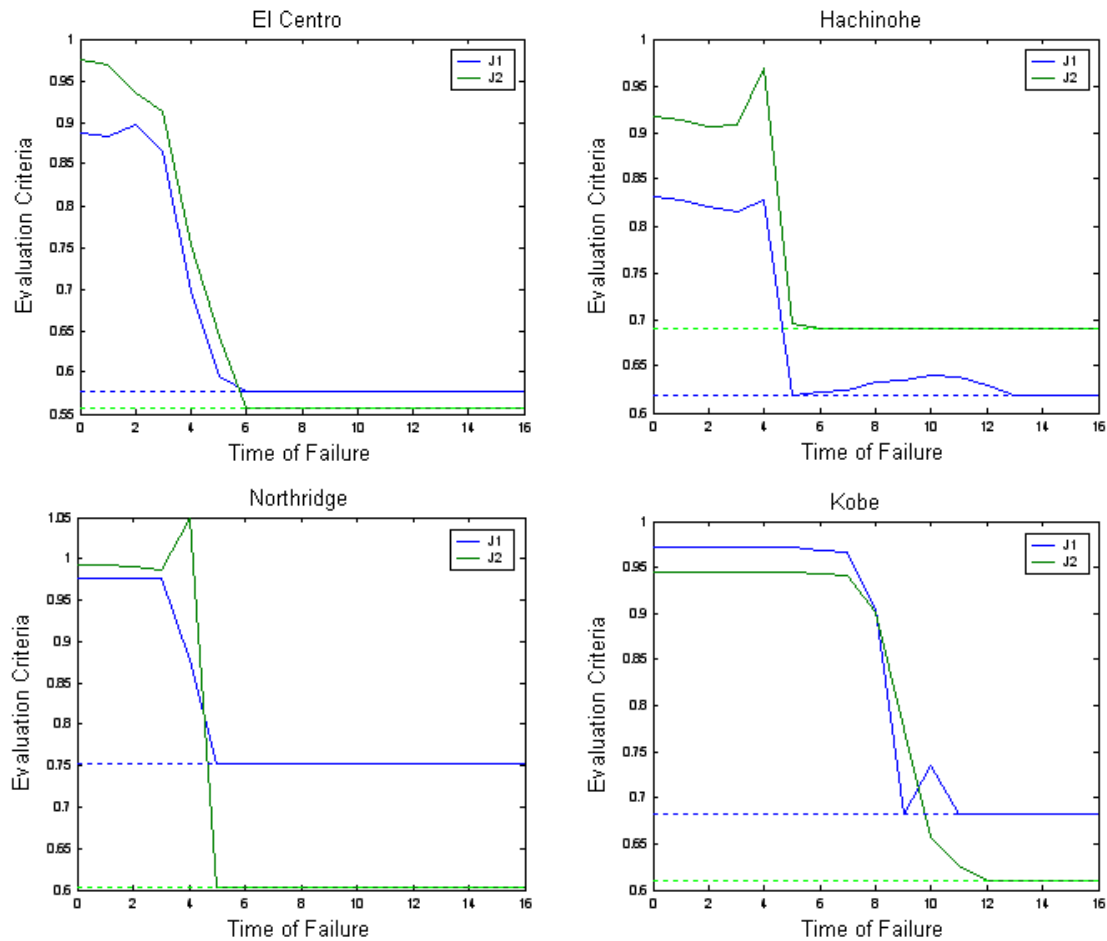 El Centro
1
0.95
0.9
0.85
0.8
0.75
0.7
0.65
0.6
0.55
0 2 4 6 8 10 12 14 16
Evaluation Criteria
Time of Failure
J1
J2
Hachinohe
1
0.95
0.9
0.85
0.8
0.75
0.7
0.65
0.6
0 2 4 6 8 10 12 14 16
Evaluation Criteria
Time of Failure
J1
J2
Northridge
1.05
1
0.95
0.9
0.85
0.8
0.75
0.7
0.65
0.6
0 2 4 6 8 10 12 14 16
Evaluation Criteria
Time of Failure
J1
J2
Kobe
1
0.95
0.9
0.85
0.8
0.75
0.7
0.65
0.6
0 2 4 6 8 10 12 14 16
Evaluation Criteria
Time of Failure
J1
J2